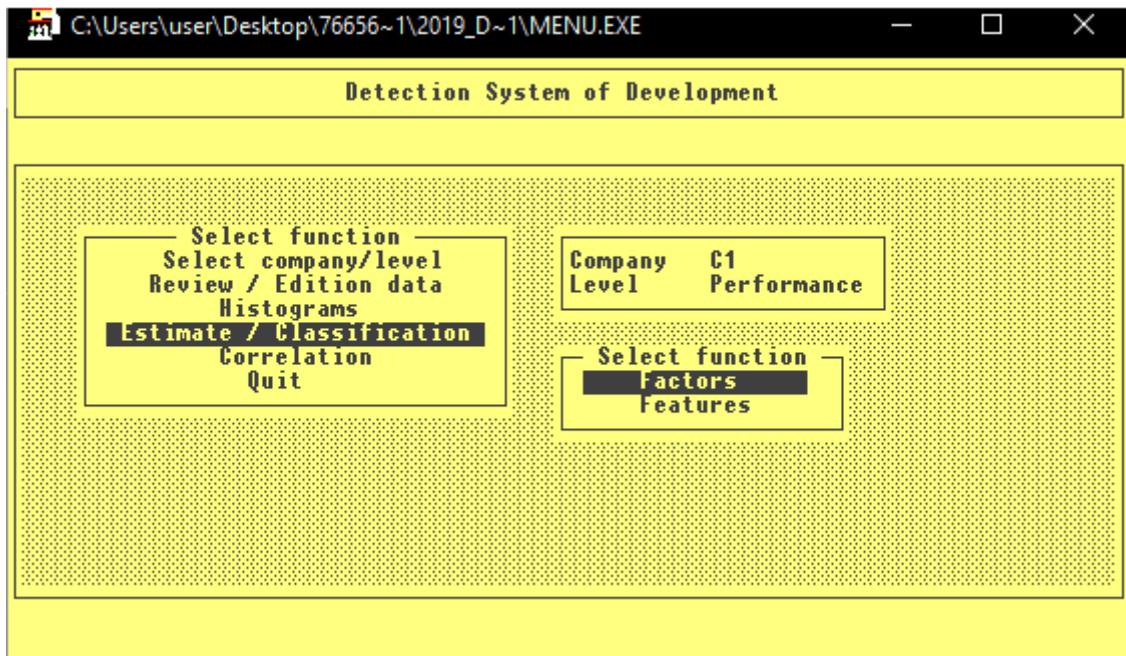 C:\Users\user\Desktop\76656~1\2019_D~1\MENU.EXE
Detection System of Development
Select function
Select company/level
Review / Edition data
Histograms
Estimate / Classification
Correlation
Quit
Company C1
Level Performance
Select function
Factors
Features